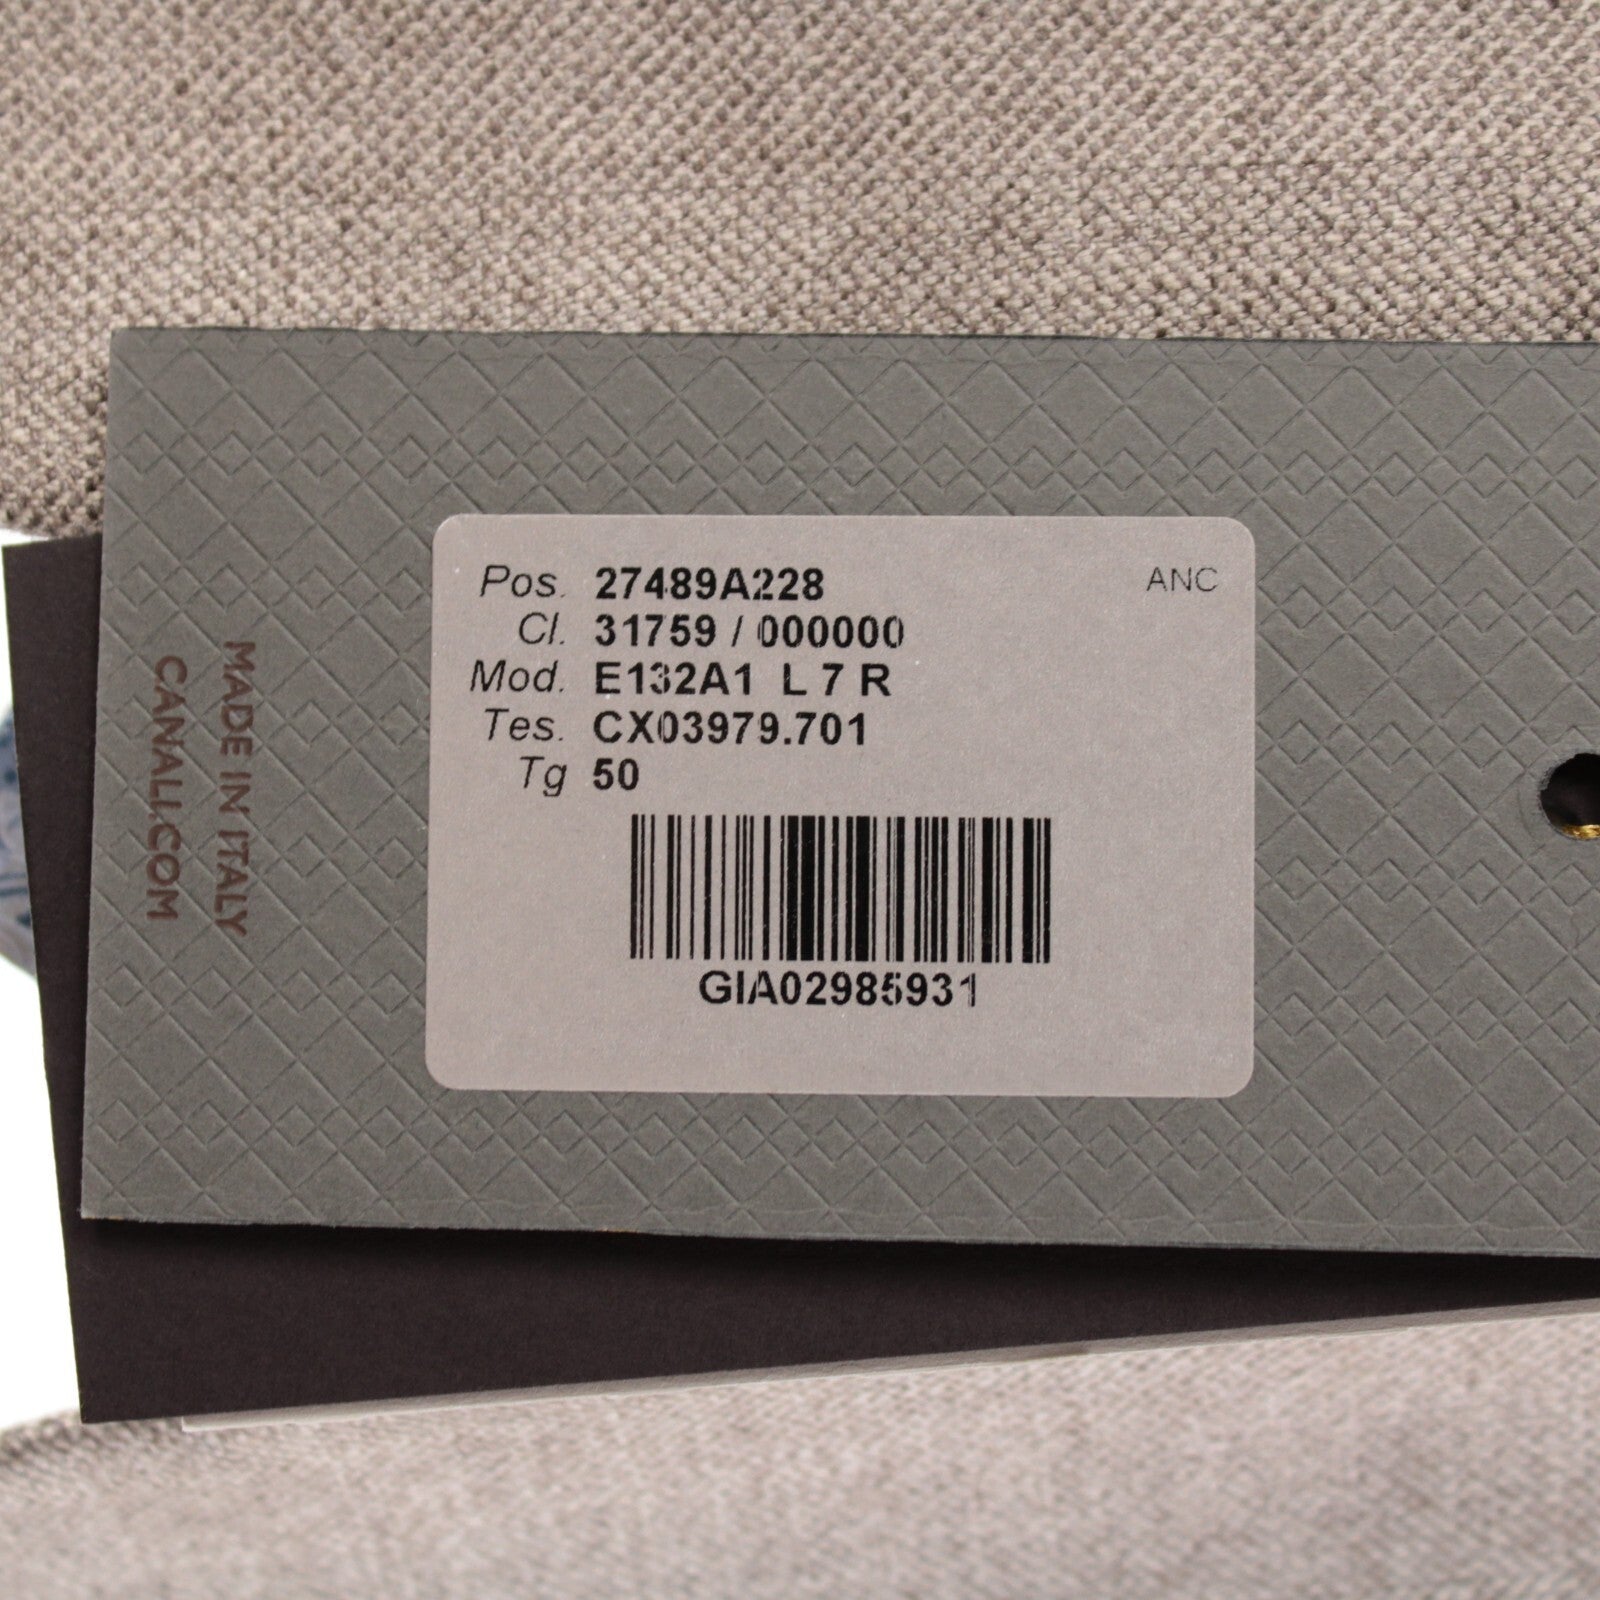 Pos. 27489A228
ANC
Cl. 31759 / 000000
Mod. E132A1 L 7 R
Tes. CX03979.701
Tg 50
GIA02985931
MADE IN ITALY
CANALI.COM